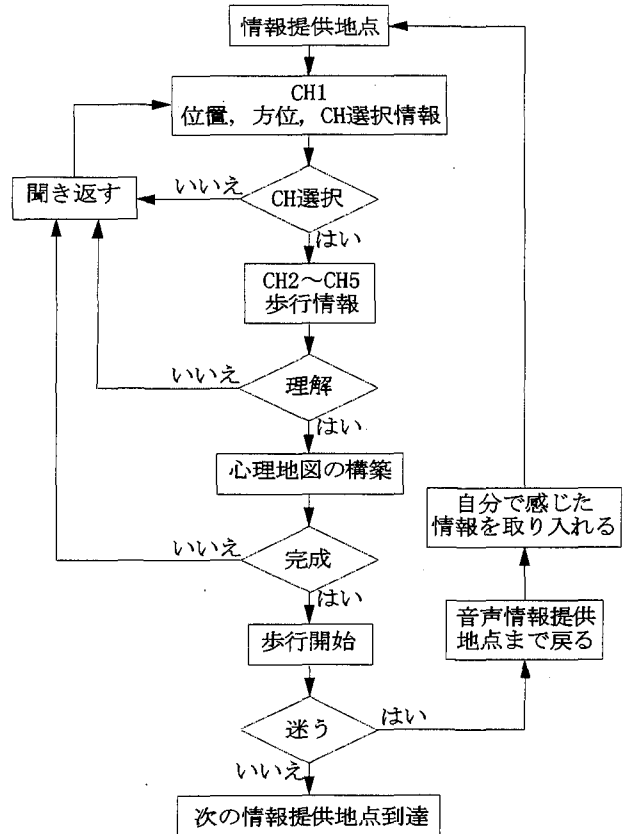 情報提供地点
CH1
位置, 方位, CH選択情報
聞き返す
いいえ
CH選択
はい
CH2～CH5
歩行情報
いいえ
理解
はい
心理地図の構築
自分で感じた
情報を取り入れる
いいえ
完成
はい
音声情報提供
地点まで戻る
歩行開始
迷う
はい
いいえ
次の情報提供地点到達